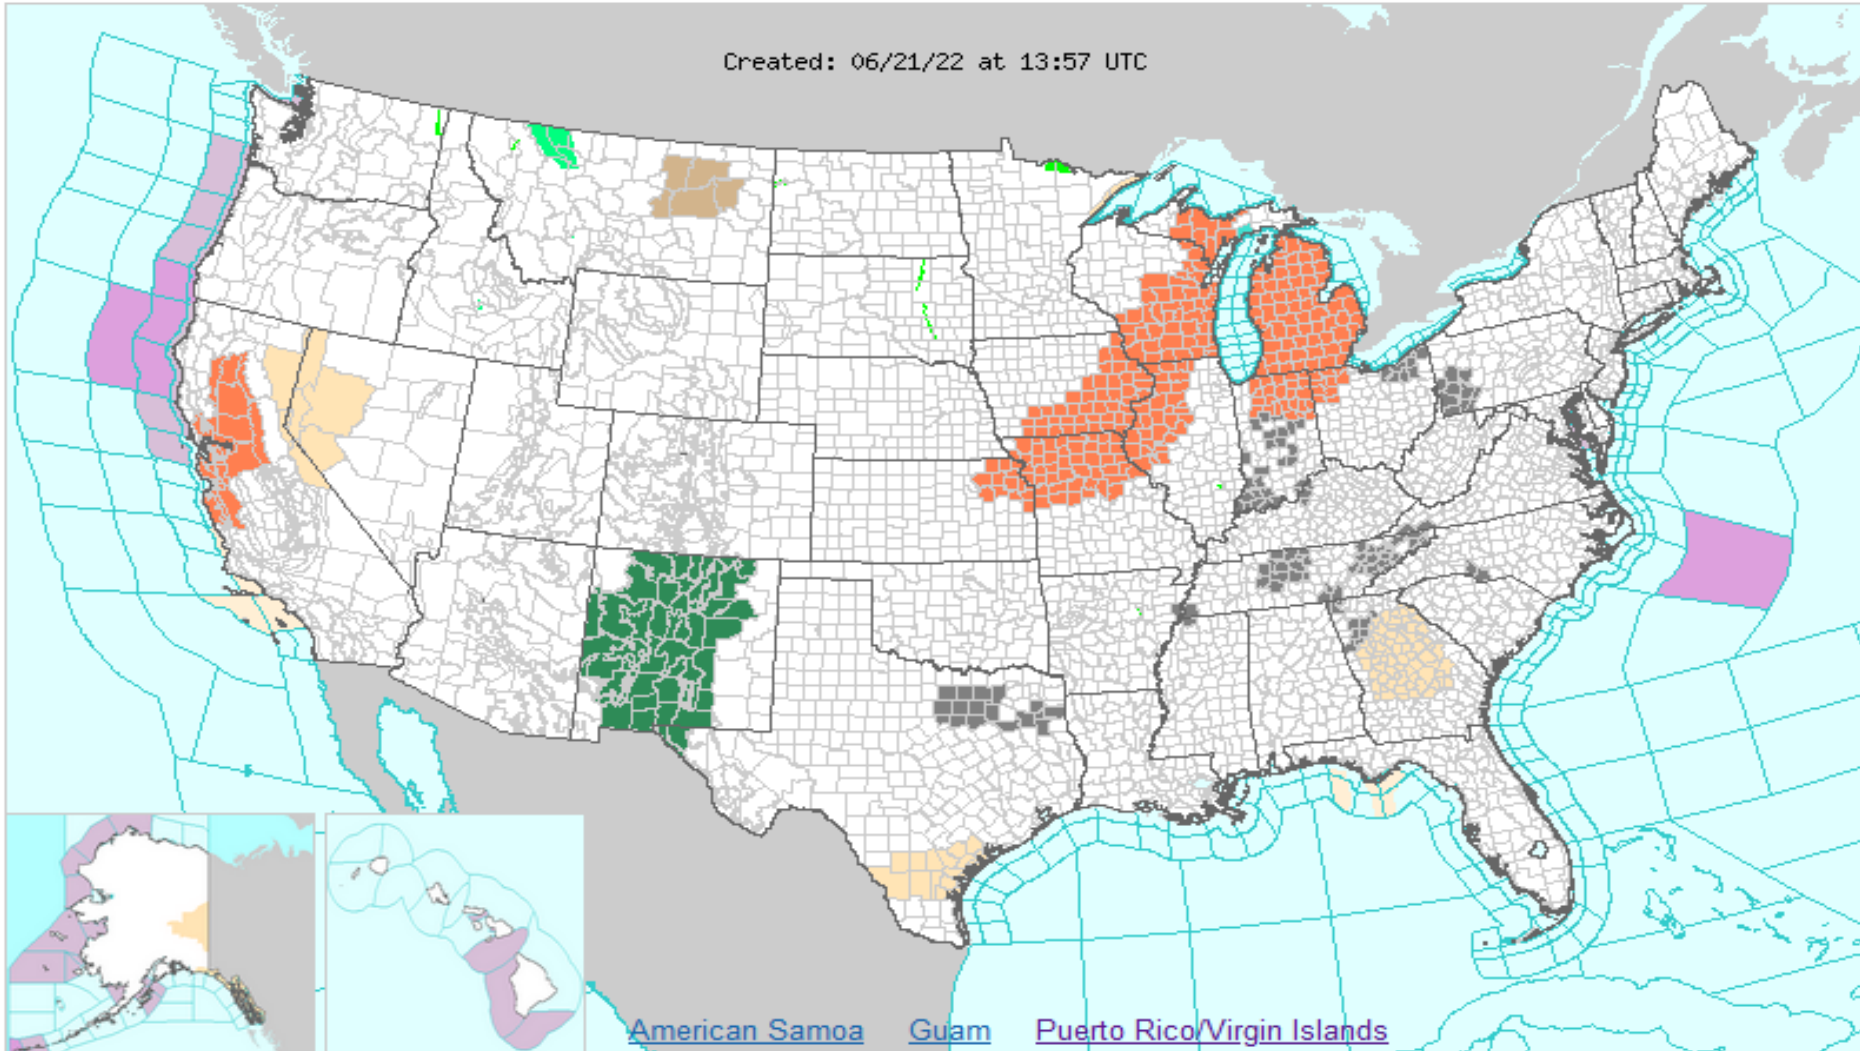 Created: 06/21/22 at 13:57 UTC
American Samoa Guam Puerto Rico/Virgin Islands